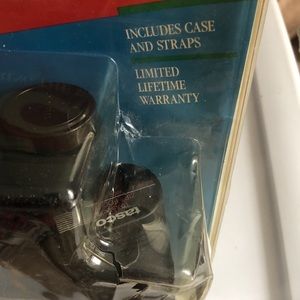 INCLUDES CASE
AND STRAPS
LIMITED
LIFETIME
WARRANTY
tasco